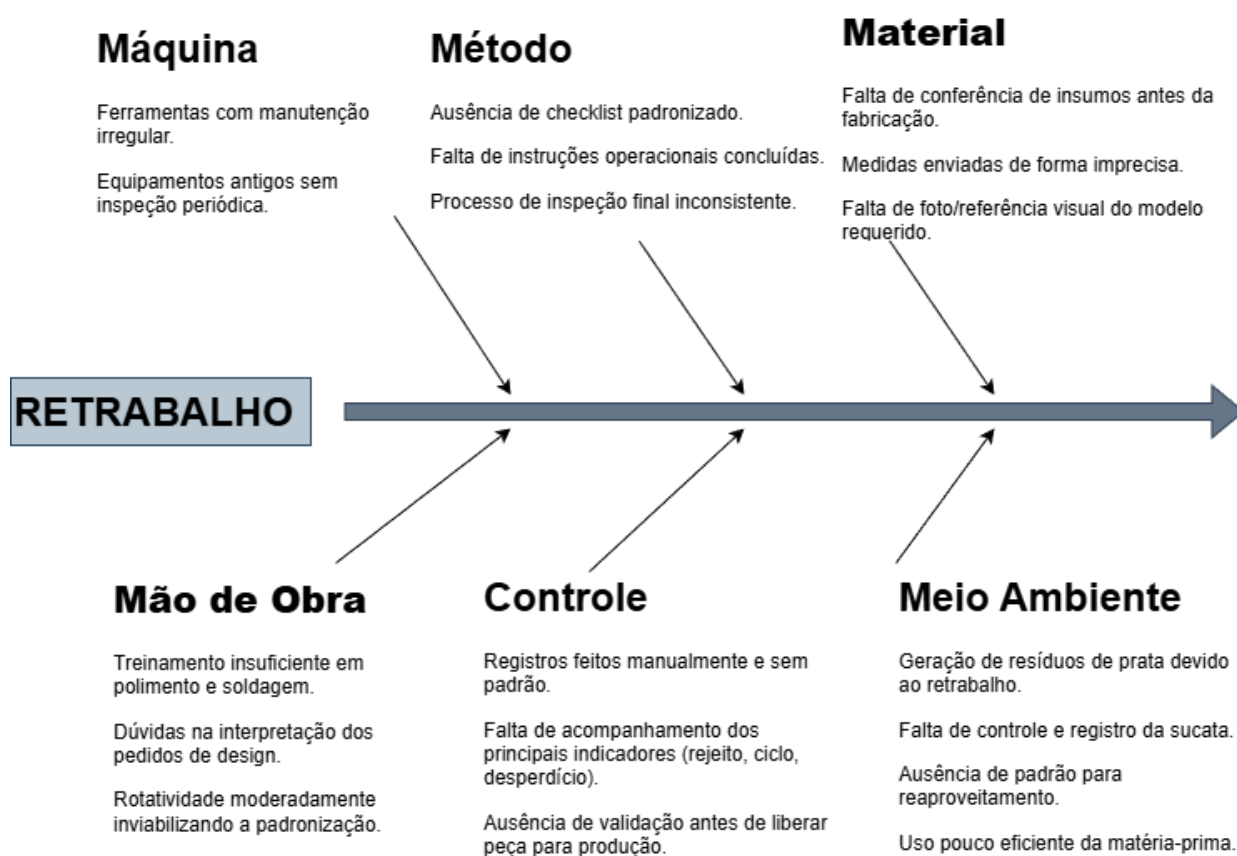 Máquina
Ferramentas com manutenção
irregular.
Equipamentos antigos sem
inspeção periódica.
Método
Ausência de checklist padronizado.
Falta de instruções operacionais concluídas.
Processo de inspeção final inconsistente.
Material
Falta de conferência de insumos antes da
fabricação.
Medidas enviadas de forma imprecisa.
Falta de foto/referência visual do modelo
requerido.
RETRABALHO
Mão de Obra
Treinamento insuficiente em
polimento e soldagem.
Dúvidas na interpretação dos
pedidos de design.
Rotatividade moderadamente
inviabilizando a padronização.
Controle
Registros feitos manualmente e sem
padrão.
Falta de acompanhamento dos
principais indicadores (rejeito, ciclo,
desperdício).
Ausência de validação antes de liberar
peça para produção.
Meio Ambiente
Geração de resíduos de prata devido
ao retrabalho.
Falta de controle e registro da sucata.
Ausência de padrão para
reaproveitamento.
Uso pouco eficiente da matéria-prima.